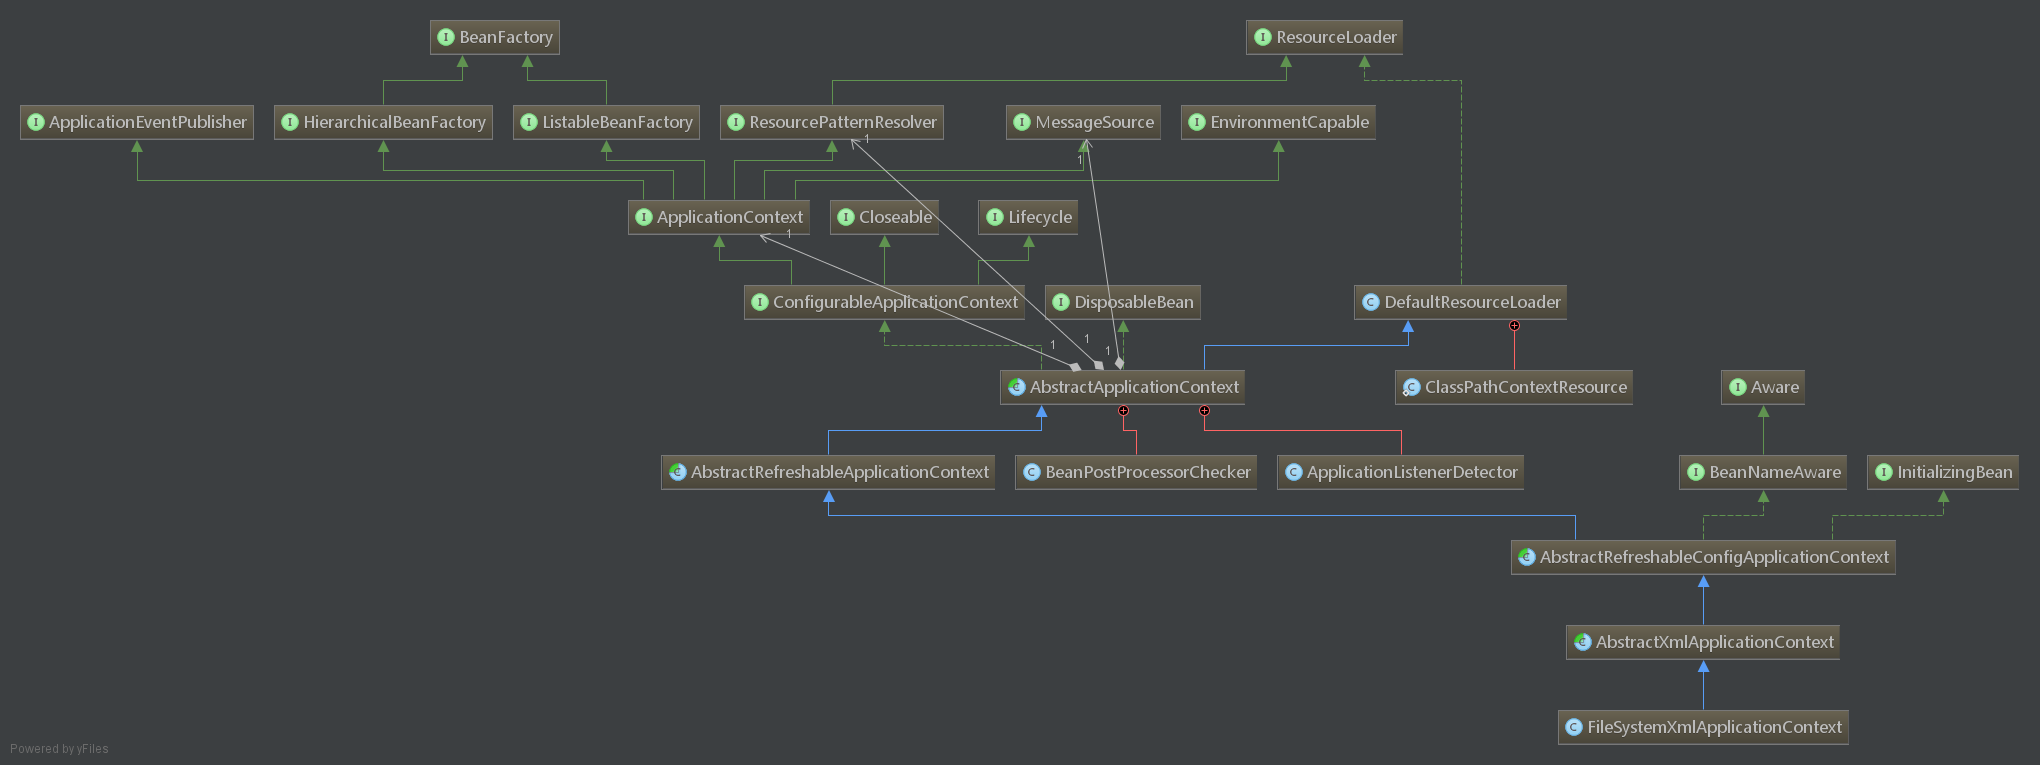 BeanFactory
ResourceLoader
ApplicationEventPublisher
HierarchicalBeanFactory
ListableBeanFactory
ResourcePatternResolver
MessageSource
EnvironmentCapable
1
1
ApplicationContext
Closeable
Lifecycle
1
ConfigurableApplicationContext
DisposableBean
DefaultResourceLoader
1
1
1
AbstractApplicationContext
ClassPathContextResource
Aware
AbstractRefreshableApplicationContext
BeanPostProcessorChecker
ApplicationListenerDetector
BeanNameAware
InitializingBean
AbstractRefreshableConfigApplicationContext
AbstractXmlApplicationContext
FileSystemXmlApplicationContext
Powered by yFiles